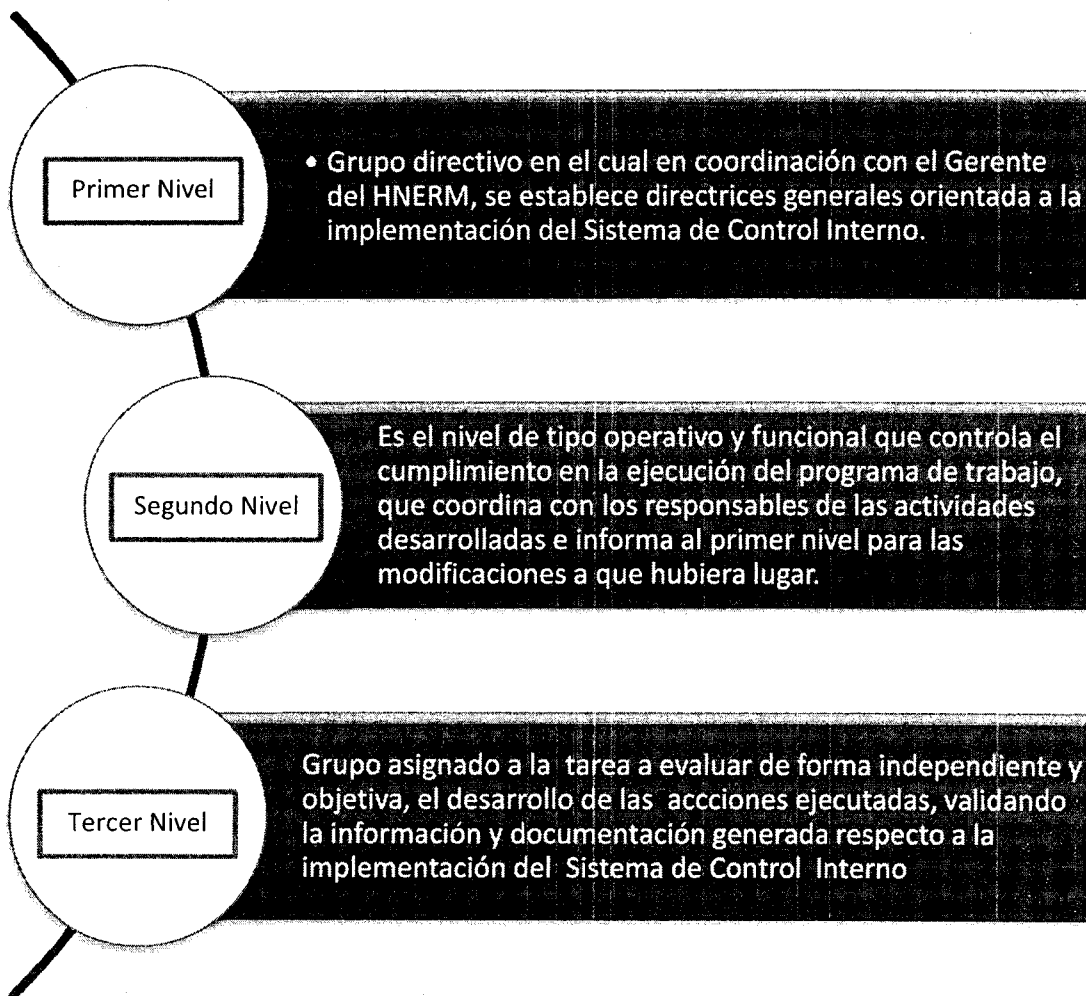 Primer Nivel
• Grupo directivo en el cual en coordinación con el Gerente
del HNERM, se establece directrices generales orientada a la
implementación del Sistema de Control Interno.
Segundo Nivel
Es el nivel de tipo operativo y funcional que controla el
cumplimiento en la ejecución del programa de trabajo,
que coordina con los responsables de las actividades
desarrolladas e informa al primer nivel para las
modificaciones a que hubiera lugar.
Tercer Nivel
Grupo asignado a la tarea a evaluar de forma independiente y
objetiva, el desarrollo de las accciones ejecutadas, validando
la información y documentación generada respecto a la
implementación del Sistema de Control Interno